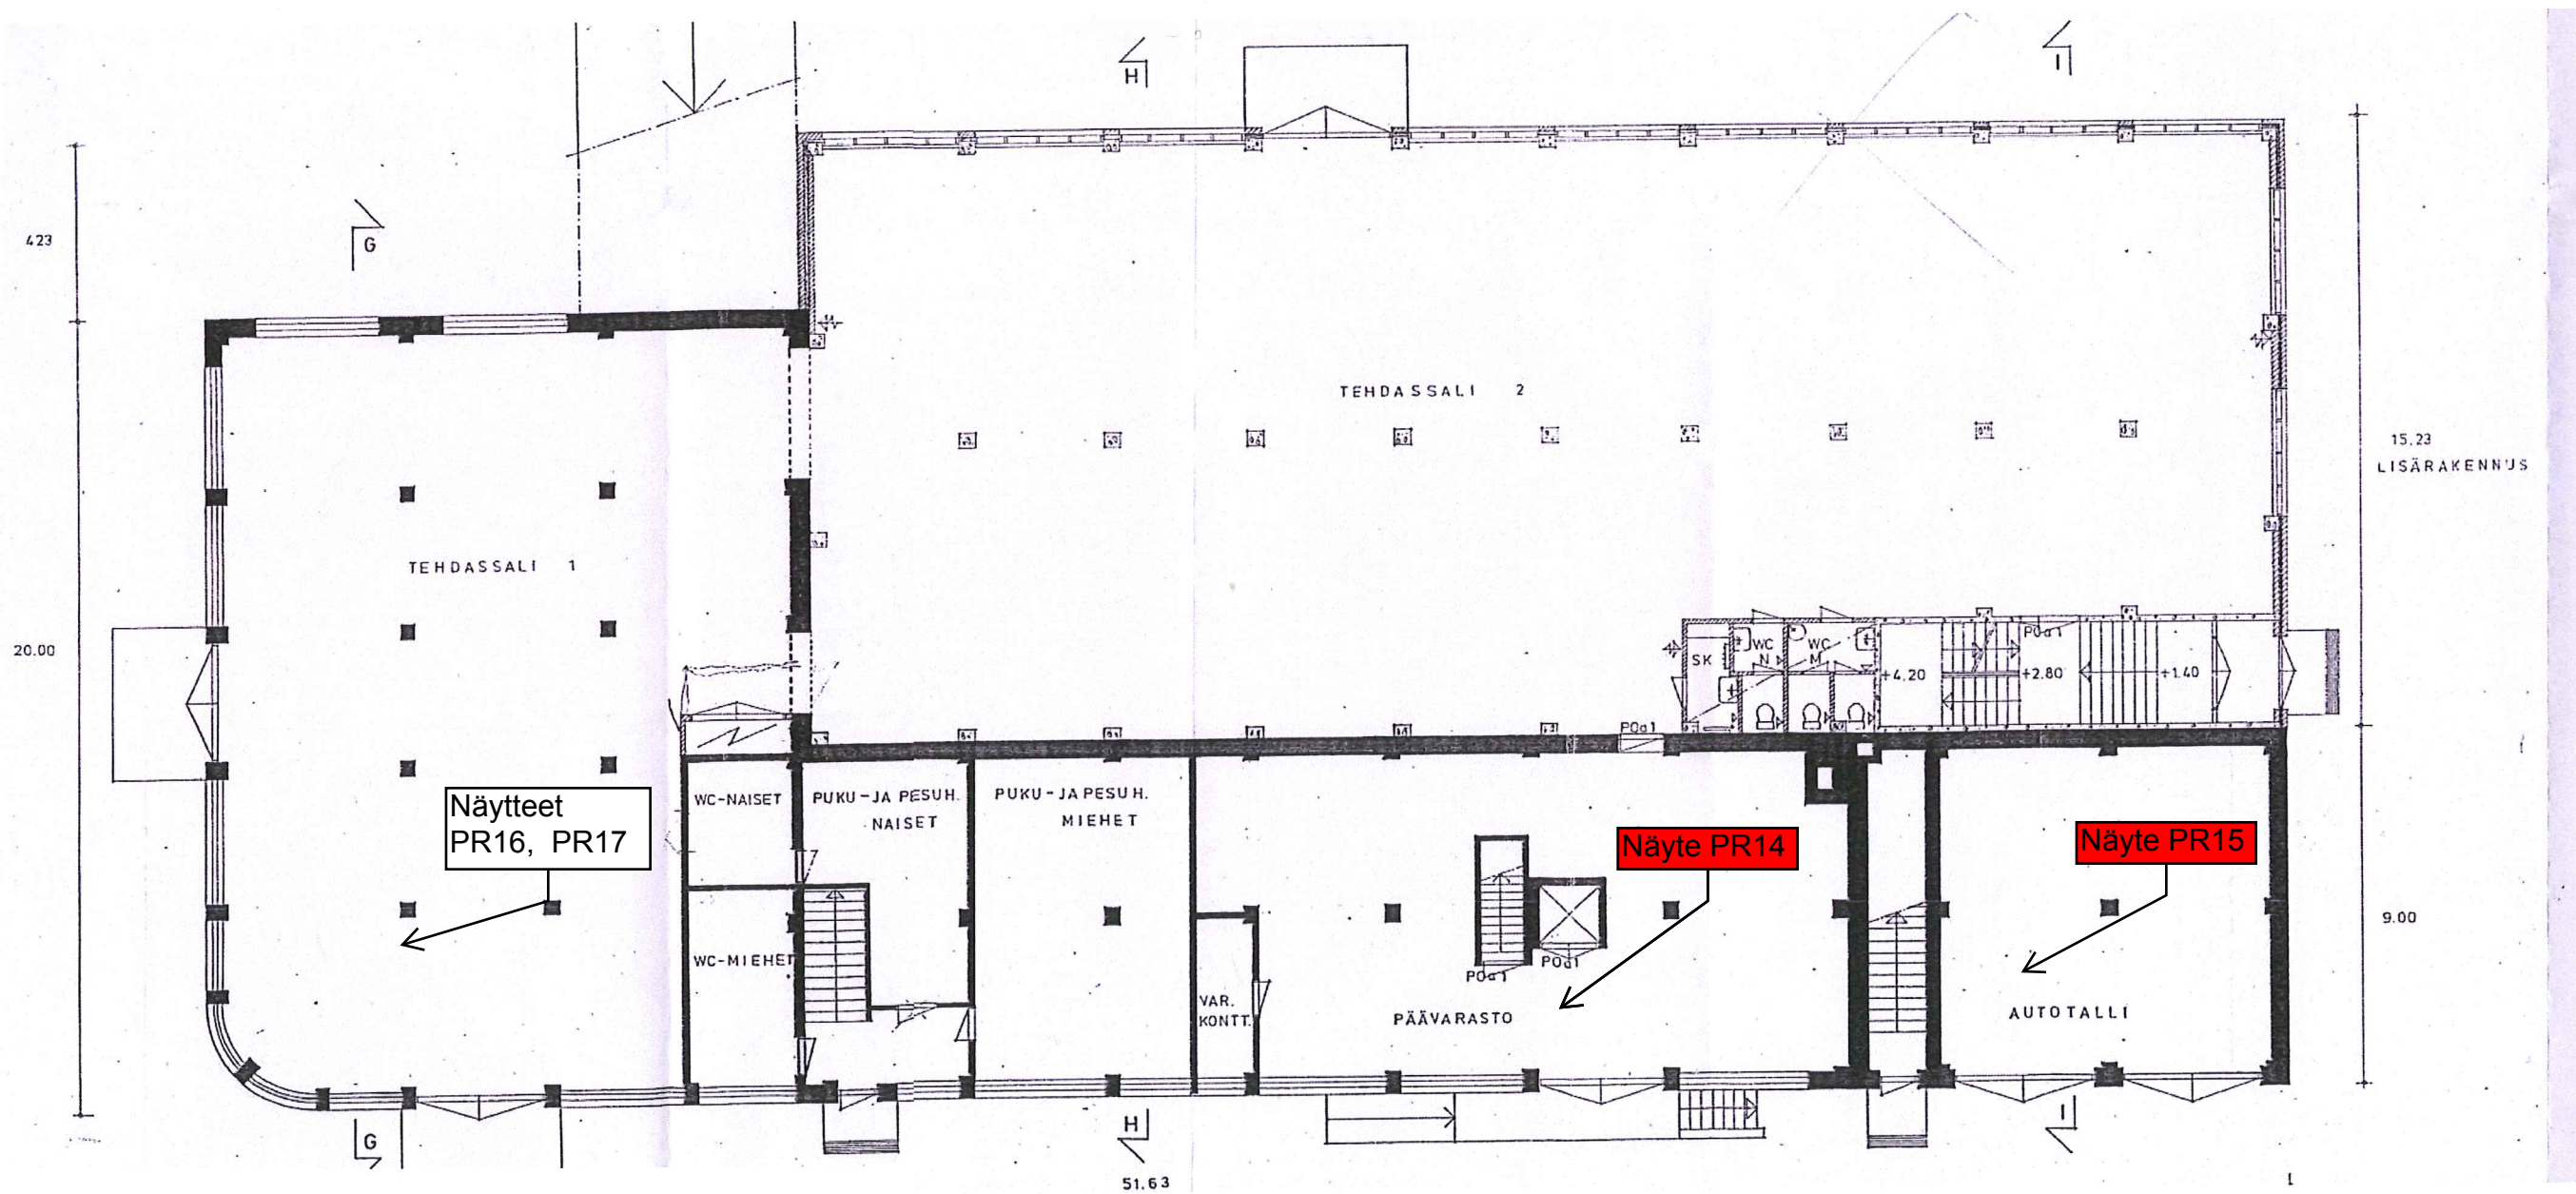 H
I
423
G
TEHDASSALI 2
15.23
LISÄRAKENNUS
TEHDASSALI 1
20.00
SK
WC
N
WC
M
+4.20
POa1
+2.80
+1.40
POa1
WC-NAISET
PUKU-JA PESUH.
NAISET
PUKU-JA PESUH.
MIEHET
Näytteet
PR16, PR17
Näyte PR14
Näyte PR15
9.00
WC-MIEHET
POa1
POa1
VAR.
KONTT.
PÄÄVARASTO
AUTOTALLI
G
H
I
51.63
1